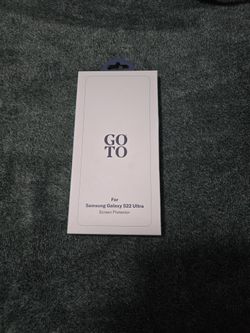 GO
TO
For
Samsung Galaxy S22 Ultra
Screen Protector